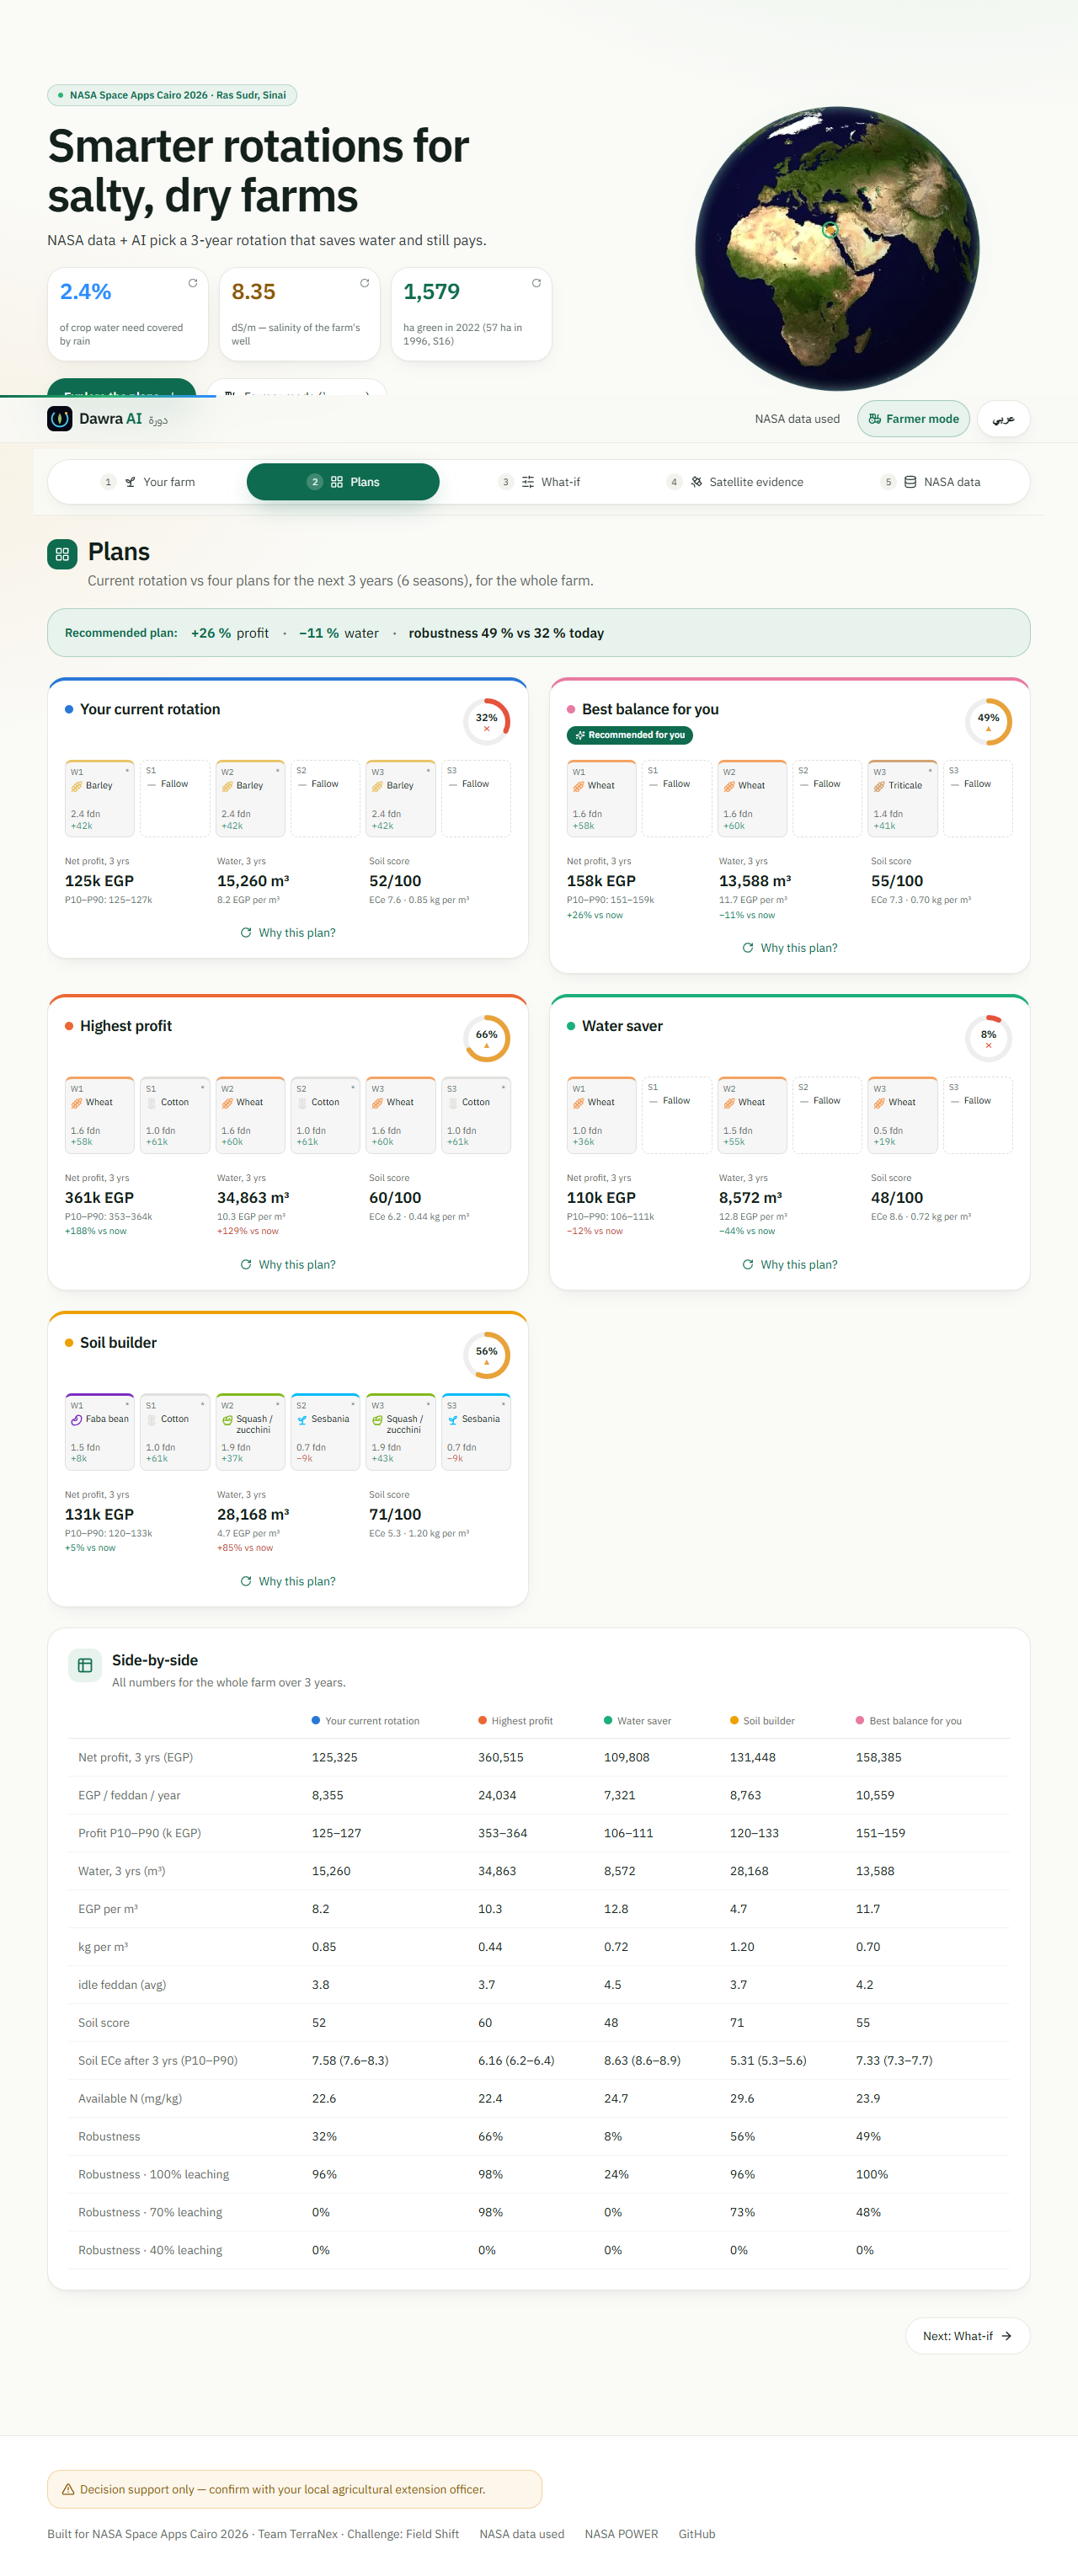 NASA Space Apps Cairo 2026 · Ras Sudr, Sinai
Smarter rotations for
salty, dry farms
NASA data + AI pick a 3-year rotation that saves water and still pays.
2.4%
of crop water need covered
by rain
8.35
dS/m — salinity of the farm's
well
1,579
ha green in 2022 (57 ha in
1996, S16)
Dawra AI دورة
NASA data used
Farmer mode
عربي
1 Your farm
2 Plans
3 What-if
4 Satellite evidence
5 NASA data
Plans
Current rotation vs four plans for the next 3 years (6 seasons), for the whole farm.
Recommended plan: +26 % profit · −11 % water · robustness 49 % vs 32 % today
Your current rotation
32%
W1 * Barley 2.4 fdn +42k
S1 — Fallow
W2 * Barley 2.4 fdn +42k
S2 — Fallow
W3 * Barley 2.4 fdn +42k
S3 — Fallow
Net profit, 3 yrs Water, 3 yrs Soil score
125k EGP 15,260 m³ 52/100
P10–P90: 125–127k 8.2 EGP per m³ ECe 7.6 · 0.85 kg per m³
Why this plan?
Best balance for you
Recommended for you
49%
W1 Wheat 1.6 fdn +58k
S1 — Fallow
W2 Wheat 1.6 fdn +60k
S2 — Fallow
W3 * Triticale 1.4 fdn +41k
S3 — Fallow
Net profit, 3 yrs Water, 3 yrs Soil score
158k EGP 13,588 m³ 55/100
P10–P90: 151–159k 11.7 EGP per m³ ECe 7.3 · 0.70 kg per m³
+26% vs now −11% vs now
Why this plan?
Highest profit
66%
W1 Wheat 1.6 fdn +58k
S1 * Cotton 1.0 fdn +61k
W2 Wheat 1.6 fdn +60k
S2 * Cotton 1.0 fdn +61k
W3 Wheat 1.6 fdn +60k
S3 * Cotton 1.0 fdn +61k
Net profit, 3 yrs Water, 3 yrs Soil score
361k EGP 34,863 m³ 60/100
P10–P90: 353–364k 10.3 EGP per m³ ECe 6.2 · 0.44 kg per m³
+188% vs now +129% vs now
Why this plan?
Water saver
8%
W1 Wheat 1.0 fdn +36k
S1 — Fallow
W2 Wheat 1.5 fdn +55k
S2 — Fallow
W3 * Wheat 0.5 fdn +19k
S3 — Fallow
Net profit, 3 yrs Water, 3 yrs Soil score
110k EGP 8,572 m³ 48/100
P10–P90: 106–111k 12.8 EGP per m³ ECe 8.6 · 0.72 kg per m³
−12% vs now −44% vs now
Why this plan?
Soil builder
56%
W1 * Faba bean 1.5 fdn +8k
S1 * Cotton 1.0 fdn +61k
W2 * Squash / zucchini 1.9 fdn +37k
S2 * Sesbania 0.7 fdn −9k
W3 * Squash / zucchini 1.9 fdn +43k
S3 * Sesbania 0.7 fdn −9k
Net profit, 3 yrs Water, 3 yrs Soil score
131k EGP 28,168 m³ 71/100
P10–P90: 120–133k 4.7 EGP per m³ ECe 5.3 · 1.20 kg per m³
+5% vs now +85% vs now
Why this plan?
Side-by-side
All numbers for the whole farm over 3 years.
Your current rotation Highest profit Water saver Soil builder Best balance for you
Net profit, 3 yrs (EGP) 125,325 360,515 109,808 131,448 158,385
EGP / feddan / year 8,355 24,034 7,321 8,763 10,559
Profit P10–P90 (k EGP) 125–127 353–364 106–111 120–133 151–159
Water, 3 yrs (m³) 15,260 34,863 8,572 28,168 13,588
EGP per m³ 8.2 10.3 12.8 4.7 11.7
kg per m³ 0.85 0.44 0.72 1.20 0.70
idle feddan (avg) 3.8 3.7 4.5 3.7 4.2
Soil score 52 60 48 71 55
Soil ECe after 3 yrs (P10–P90) 7.58 (7.6–8.3) 6.16 (6.2–6.4) 8.63 (8.6–8.9) 5.31 (5.3–5.6) 7.33 (7.3–7.7)
Available N (mg/kg) 22.6 22.4 24.7 29.6 23.9
Robustness 32% 66% 8% 56% 49%
Robustness · 100% leaching 96% 98% 24% 96% 100%
Robustness · 70% leaching 0% 98% 0% 73% 48%
Robustness · 40% leaching 0% 0% 0% 0% 0%
Next: What-if
Decision support only — confirm with your local agricultural extension officer.
Built for NASA Space Apps Cairo 2026 · Team TerraNex · Challenge: Field Shift NASA data used NASA POWER GitHub